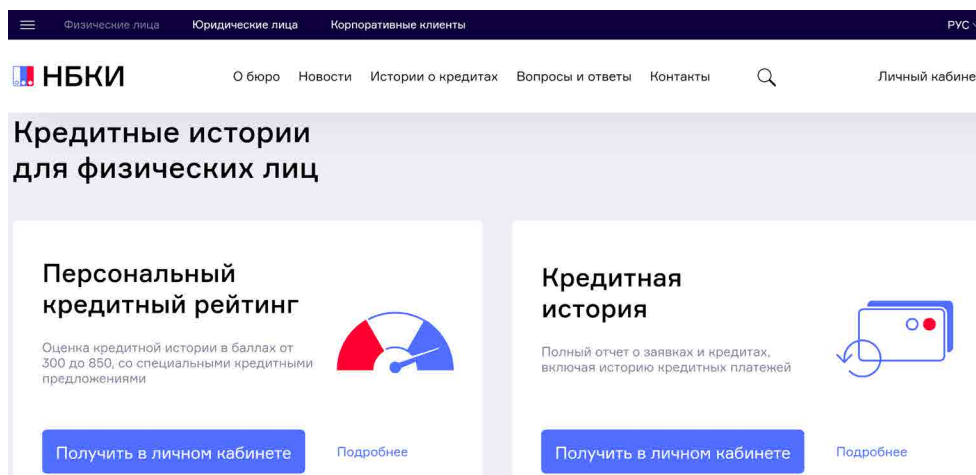 Физические лица Юридические лица Корпоративные клиенты РУС
НБКИ О бюро Новости Истории о кредитах Вопросы и ответы Контакты Личный кабине
Кредитные истории
для физических лиц
Персональный
кредитный рейтинг
Оценка кредитной истории в баллах от
300 до 850, со специальными кредитными
предложениями
Получить в личном кабинете Подробнее
Кредитная
история
Полный отчет о заявках и кредитах,
включая историю кредитных платежей
Получить в личном кабинете Подробнее